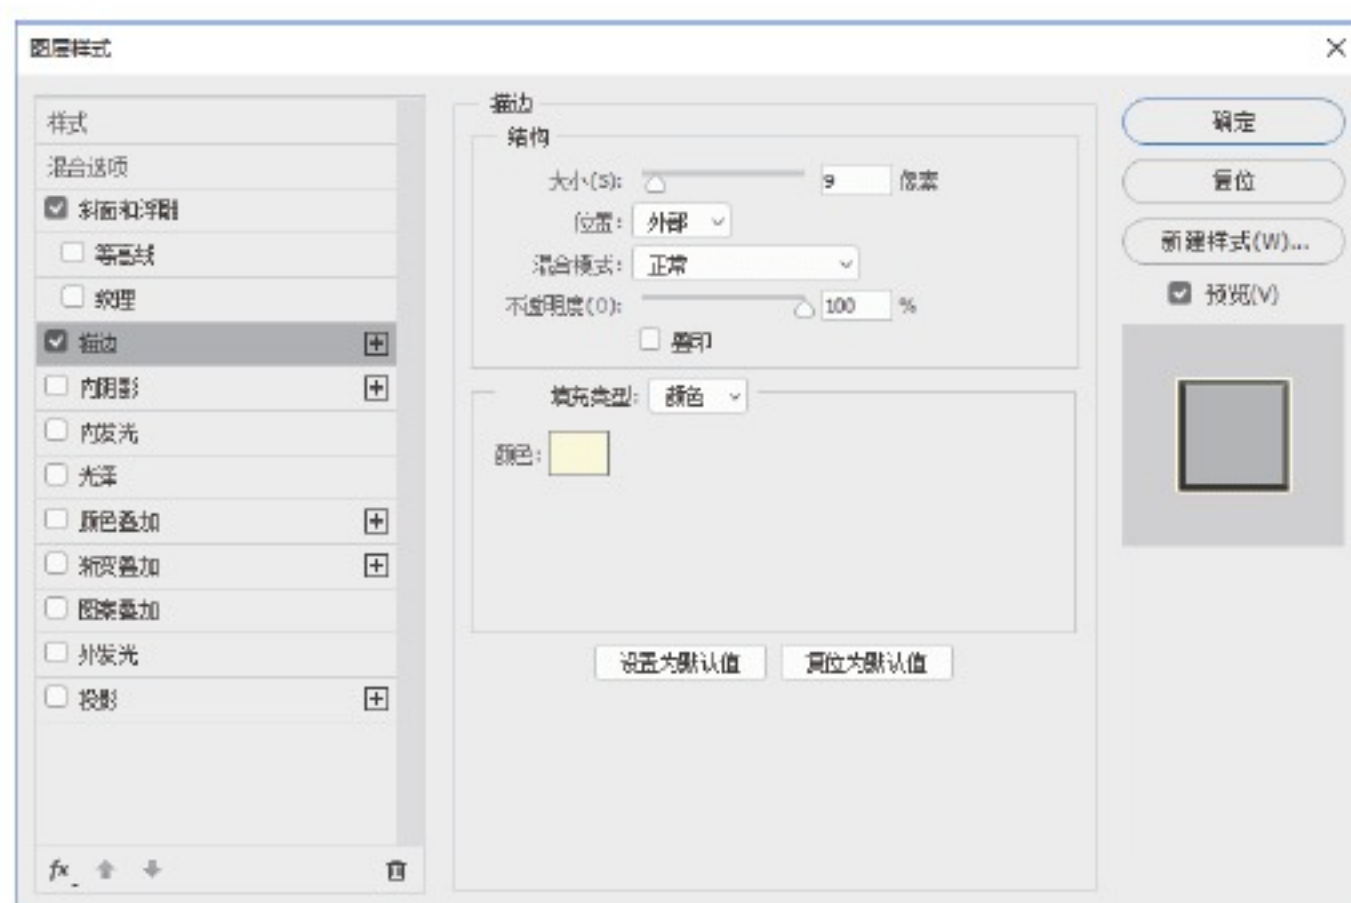 图层样式
样式
混合选项
斜面和浮雕
等高线
纹理
描边
内阴影
内发光
光泽
颜色叠加
渐变叠加
图案叠加
外发光
投影
fx
描边
结构
大小(S): 9 像素
位置: 外部
混合模式: 正常
不透明度(O): 100 %
叠印
填充类型: 颜色
颜色:
设置为默认值 复位为默认值
确定
复位
新建样式(W)...
预览(V)